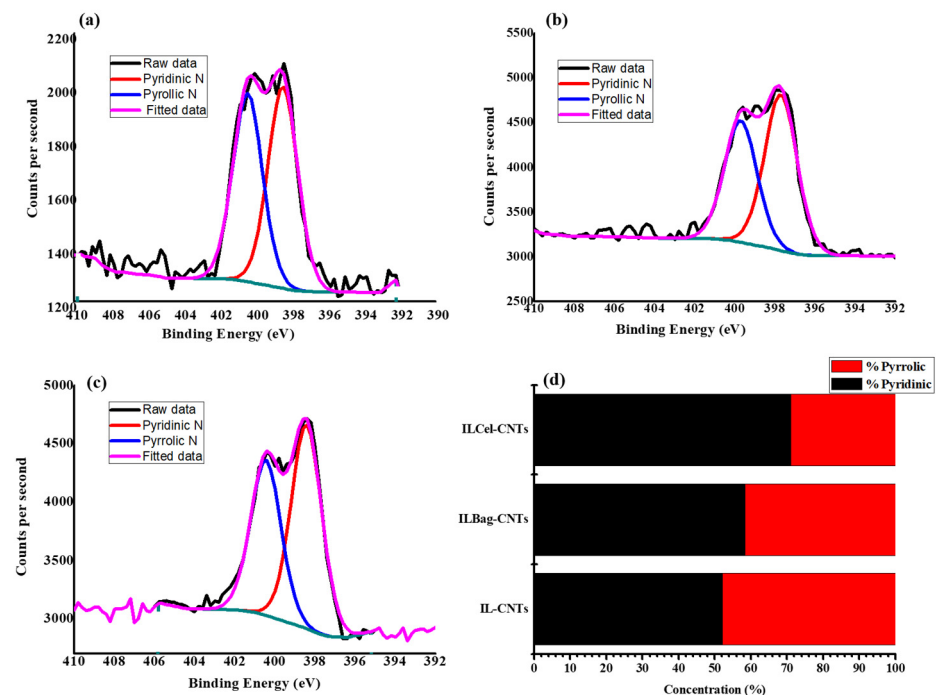 (a)
Counts per second
2200
2000
1800
1600
1400
1200
Raw data
Pyridinic N
Pyrollic N
Fitted data
410 408 406 404 402 400 398 396 394 392 390
Binding Energy (eV)
(b)
Counts per second
5500
5000
4500
4000
3500
3000
2500
Raw data
Pyridinic N
Pyrollic N
Fitted data
410 408 406 404 402 400 398 396 394 392
Binding Energy (eV)
(c)
Counts per second
5000
4500
4000
3500
3000
Raw data
Pyridinic N
Pyrrolic N
Fitted data
410 408 406 404 402 400 398 396 394 392
Binding Energy (eV)
(d)
% Pyrrolic
% Pyridinic
ILCel-CNTs
ILBag-CNTs
IL-CNTs
0 10 20 30 40 50 60 70 80 90 100
Concentration (%)